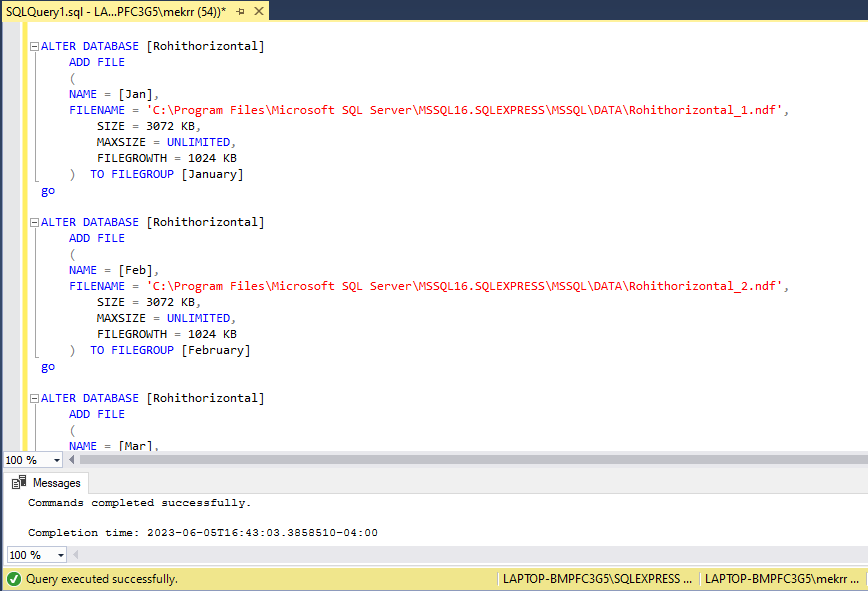 SQLQuery1.sql - LA...PFC3G5\mekrr (54))*
ALTER DATABASE [Rohithorizontal]
ADD FILE
(
NAME = [Jan],
FILENAME = 'C:\Program Files\Microsoft SQL Server\MSSQL16.SQLEXPRESS\MSSQL\DATA\Rohithorizontal_1.ndf',
SIZE = 3072 KB,
MAXSIZE = UNLIMITED,
FILEGROWTH = 1024 KB
) TO FILEGROUP [January]
go
ALTER DATABASE [Rohithorizontal]
ADD FILE
(
NAME = [Feb],
FILENAME = 'C:\Program Files\Microsoft SQL Server\MSSQL16.SQLEXPRESS\MSSQL\DATA\Rohithorizontal_2.ndf',
SIZE = 3072 KB,
MAXSIZE = UNLIMITED,
FILEGROWTH = 1024 KB
) TO FILEGROUP [February]
go
ALTER DATABASE [Rohithorizontal]
ADD FILE
(
NAME = [Mar],
100 %
Messages
Commands completed successfully.
Completion time: 2023-06-05T16:43:03.3858510-04:00
100 %
Query executed successfully.
LAPTOP-BMPFC3G5\SQLEXPRESS ...
LAPTOP-BMPFC3G5\mekrr ...